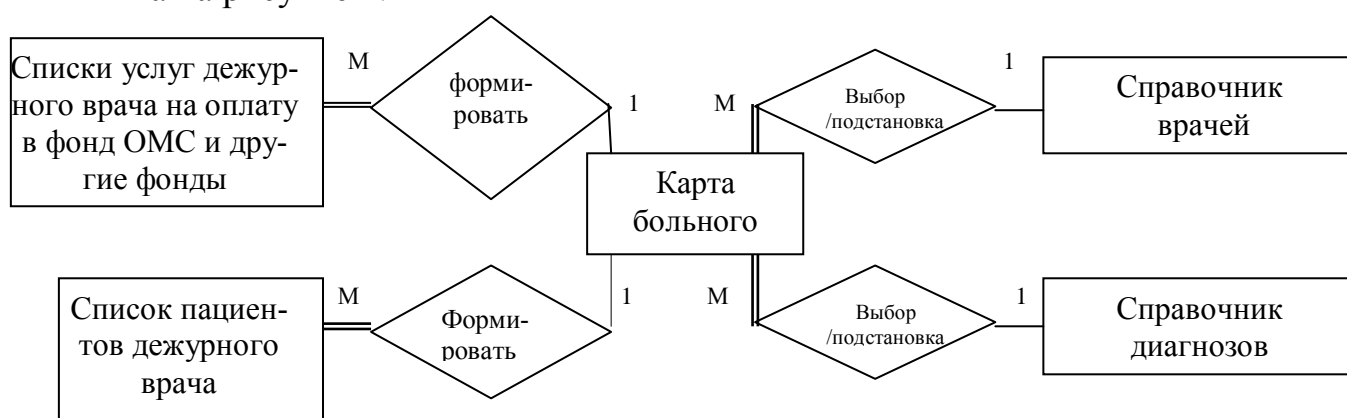 Списки услуг дежур-
ного врача на оплату
в фонд ОМС и дру-
гие фонды
М
форми-
ровать
1
М
Выбор
/подстановка
1
Справочник
врачей
Карта
больного
Список пациен-
тов дежурного
врача
М
Форми-
ровать
1
М
Выбор
/подстановка
1
Справочник
диагнозов